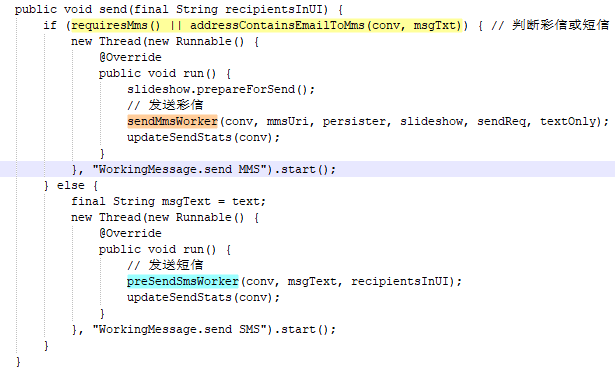 public void send(final String recipientsInUI) {
    if (requiresMms() || addressContainsEmailToMms(conv, msgTxt)) { // 判断彩信或短信
        new Thread(new Runnable() {
            @Override
            public void run() {
                slideshow.prepareForSend();
                // 发送彩信
                sendMmsWorker(conv, mmsUri, persister, slideshow, sendReq, textOnly);
                updateSendStats(conv);
            }
        }, "WorkingMessage.send MMS").start();
    } else {
        final String msgText = text;
        new Thread(new Runnable() {
            @Override
            public void run() {
                // 发送短信
                preSendSmsWorker(conv, msgText, recipientsInUI);
                updateSendStats(conv);
            }
        }, "WorkingMessage.send SMS").start();
    }
}